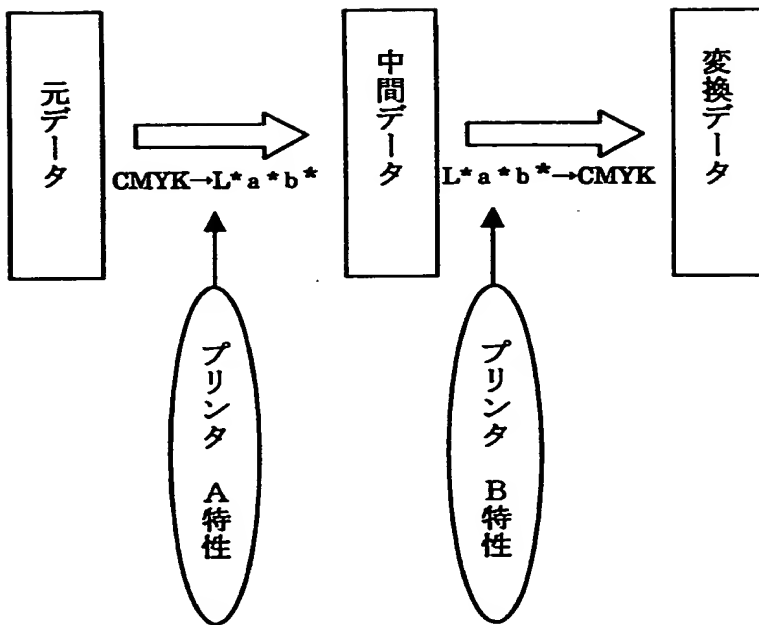 元データ
CMYK→L*a*b*
中間データ
L*a*b*→CMYK
変換データ
プリンタ A特性
プリンタ B特性